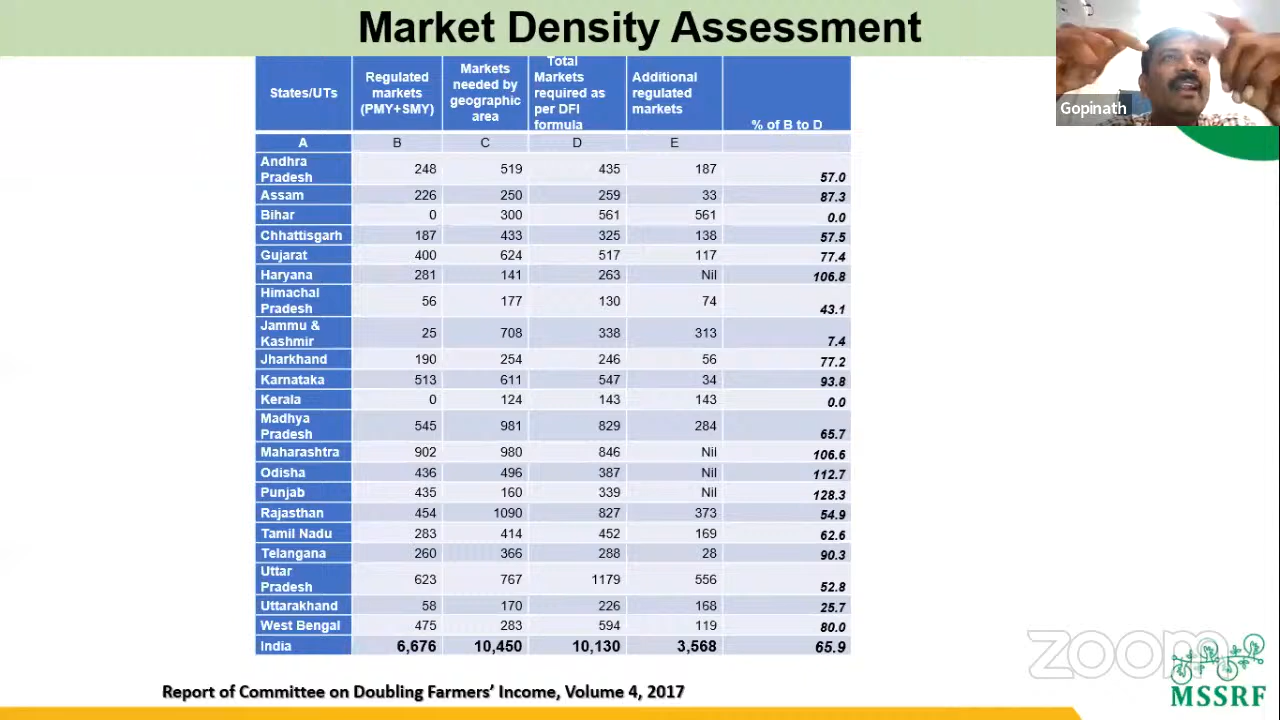 Market Density Assessment
Gopinath
States/UTs
Regulated
markets
(PMY+SMY)
Markets
needed by
geographic
area
Total
Markets
required as
per DFI
formula
Additional
regulated
markets
% of B to D
A B C D E
Andhra
Pradesh
248 519 435 187 57.0
Assam 226 250 259 33 87.3
Bihar 0 300 561 561 0.0
Chhattisgarh 187 433 325 138 57.5
Gujarat 400 624 517 117 77.4
Haryana 281 141 263 Nil 106.8
Himachal
Pradesh
56 177 130 74 43.1
Jammu &
Kashmir
25 708 338 313 7.4
Jharkhand 190 254 246 56 77.2
Karnataka 513 611 547 34 93.8
Kerala 0 124 143 143 0.0
Madhya
Pradesh
545 981 829 284 65.7
Maharashtra 902 980 846 Nil 106.6
Odisha 436 496 387 Nil 112.7
Punjab 435 160 339 Nil 128.3
Rajasthan 454 1090 827 373 54.9
Tamil Nadu 283 414 452 169 62.6
Telangana 260 366 288 28 90.3
Uttar
Pradesh
623 767 1179 556 52.8
Uttarakhand 58 170 226 168 25.7
West Bengal 475 283 594 119 80.0
India 6,676 10,450 10,130 3,568 65.9
zoom
MSSRF
Report of Committee on Doubling Farmers' Income, Volume 4, 2017